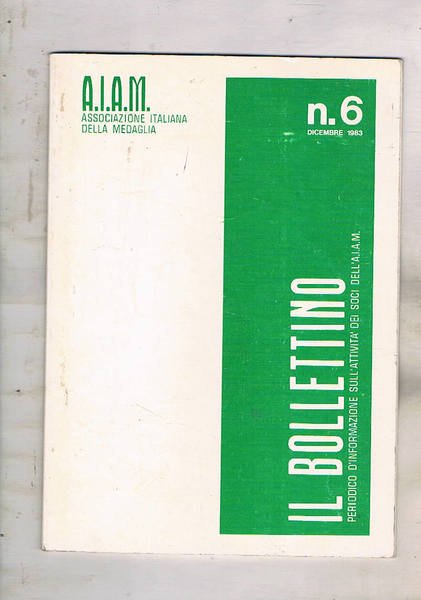 A.I.A.M.
ASSOCIAZIONE ITALIANA
DELLA MEDAGLIA
n.6
DICEMBRE 1983
IL BOLLETTINO
PERIODICO D'INFORMAZIONE SULL'ATTIVITA' DEI SOCI DELL'A.I.A.M.